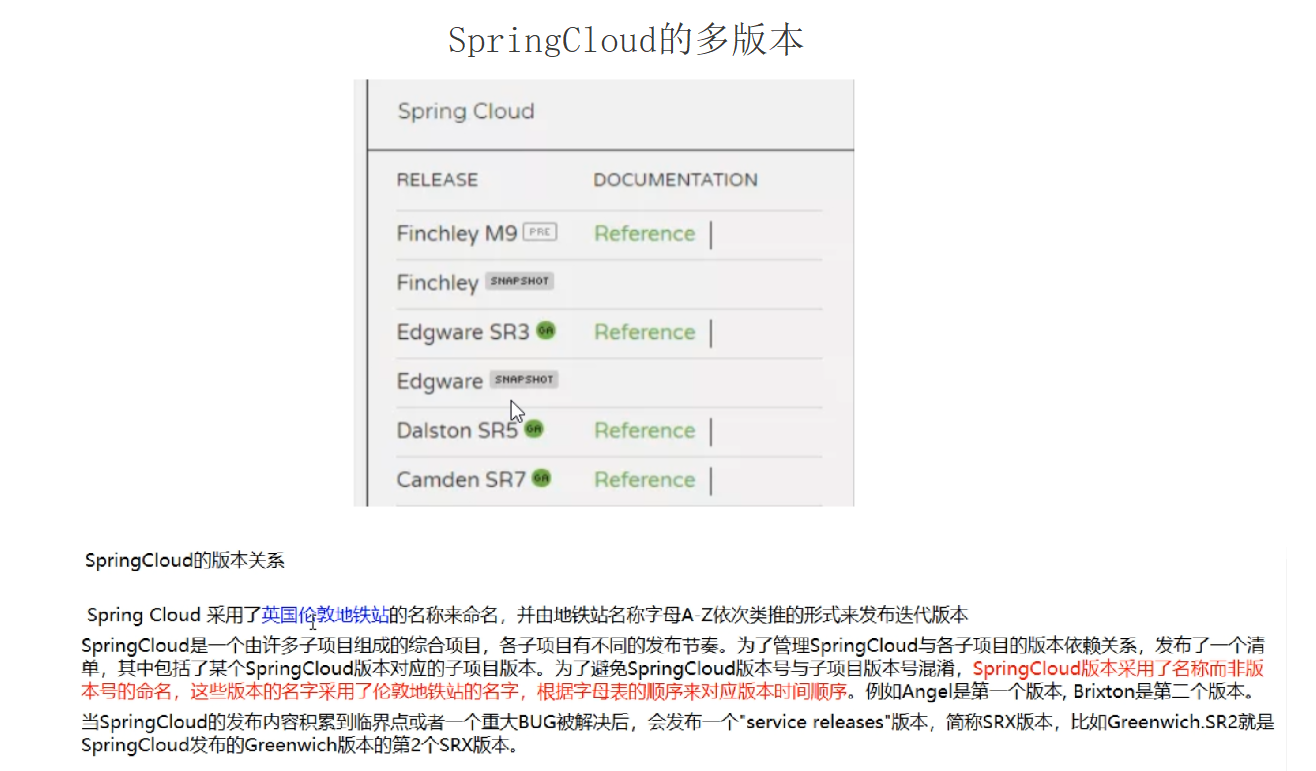 SpringCloud的多版本
Spring Cloud
RELEASE DOCUMENTATION
Finchley M9 PRE Reference
Finchley SNAPSHOT
Edgware SR3 GA Reference
Edgware SNAPSHOT
Dalston SR5 GA Reference
Camden SR7 GA Reference
SpringCloud的版本关系
Spring Cloud 采用了英国伦敦地铁站的名称来命名，并由地铁站名称字母A-Z依次类推的形式来发布迭代版本
SpringCloud是一个由许多子项目组成的综合项目，各子项目有不同的发布节奏。为了管理SpringCloud与各子项目的版本依赖关系，发布了一个清
单，其中包括了某个SpringCloud版本对应的子项目版本。为了避免SpringCloud版本号与子项目版本号混淆，SpringCloud版本采用了名称而非版
本号的命名，这些版本的名字采用了伦敦地铁站的名字，根据字母表的顺序来对应版本时间顺序。例如Angel是第一个版本, Brixton是第二个版本。
当SpringCloud的发布内容积累到临界点或者一个重大BUG被解决后，会发布一个"service releases"版本，简称SRX版本，比如Greenwich.SR2就是
SpringCloud发布的Greenwich版本的第2个SRX版本。